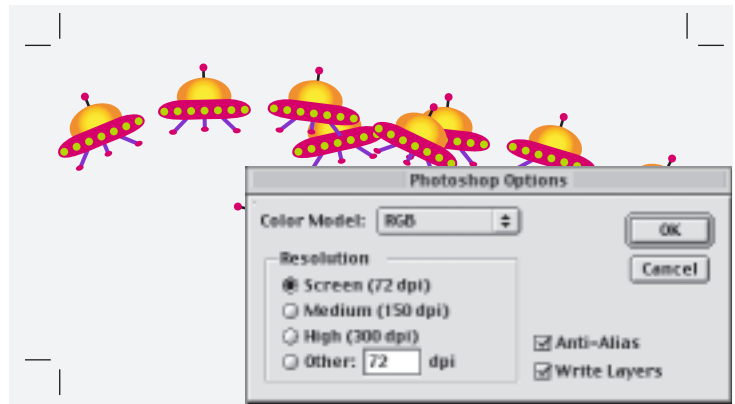 Photoshop Options
Color Model: RGB
OK
Resolution
Cancel
Screen (72 dpi)
Medium (150 dpi)
High (300 dpi)
Anti-Alias
Other: 72 dpi
Write Layers